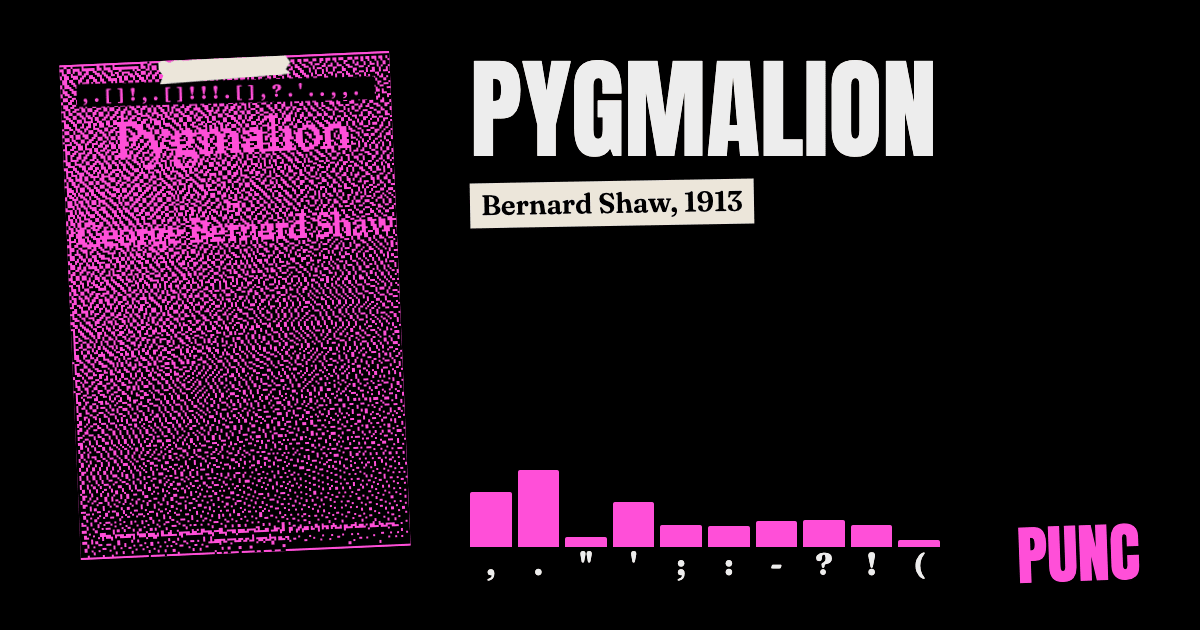 ,.[]!,.[]!!!.[],?.'..,,.
Pygmalion
George Bernard Shaw
PYGMALION
Bernard Shaw, 1913
, . " ' ; : - ? ! (
PUNC